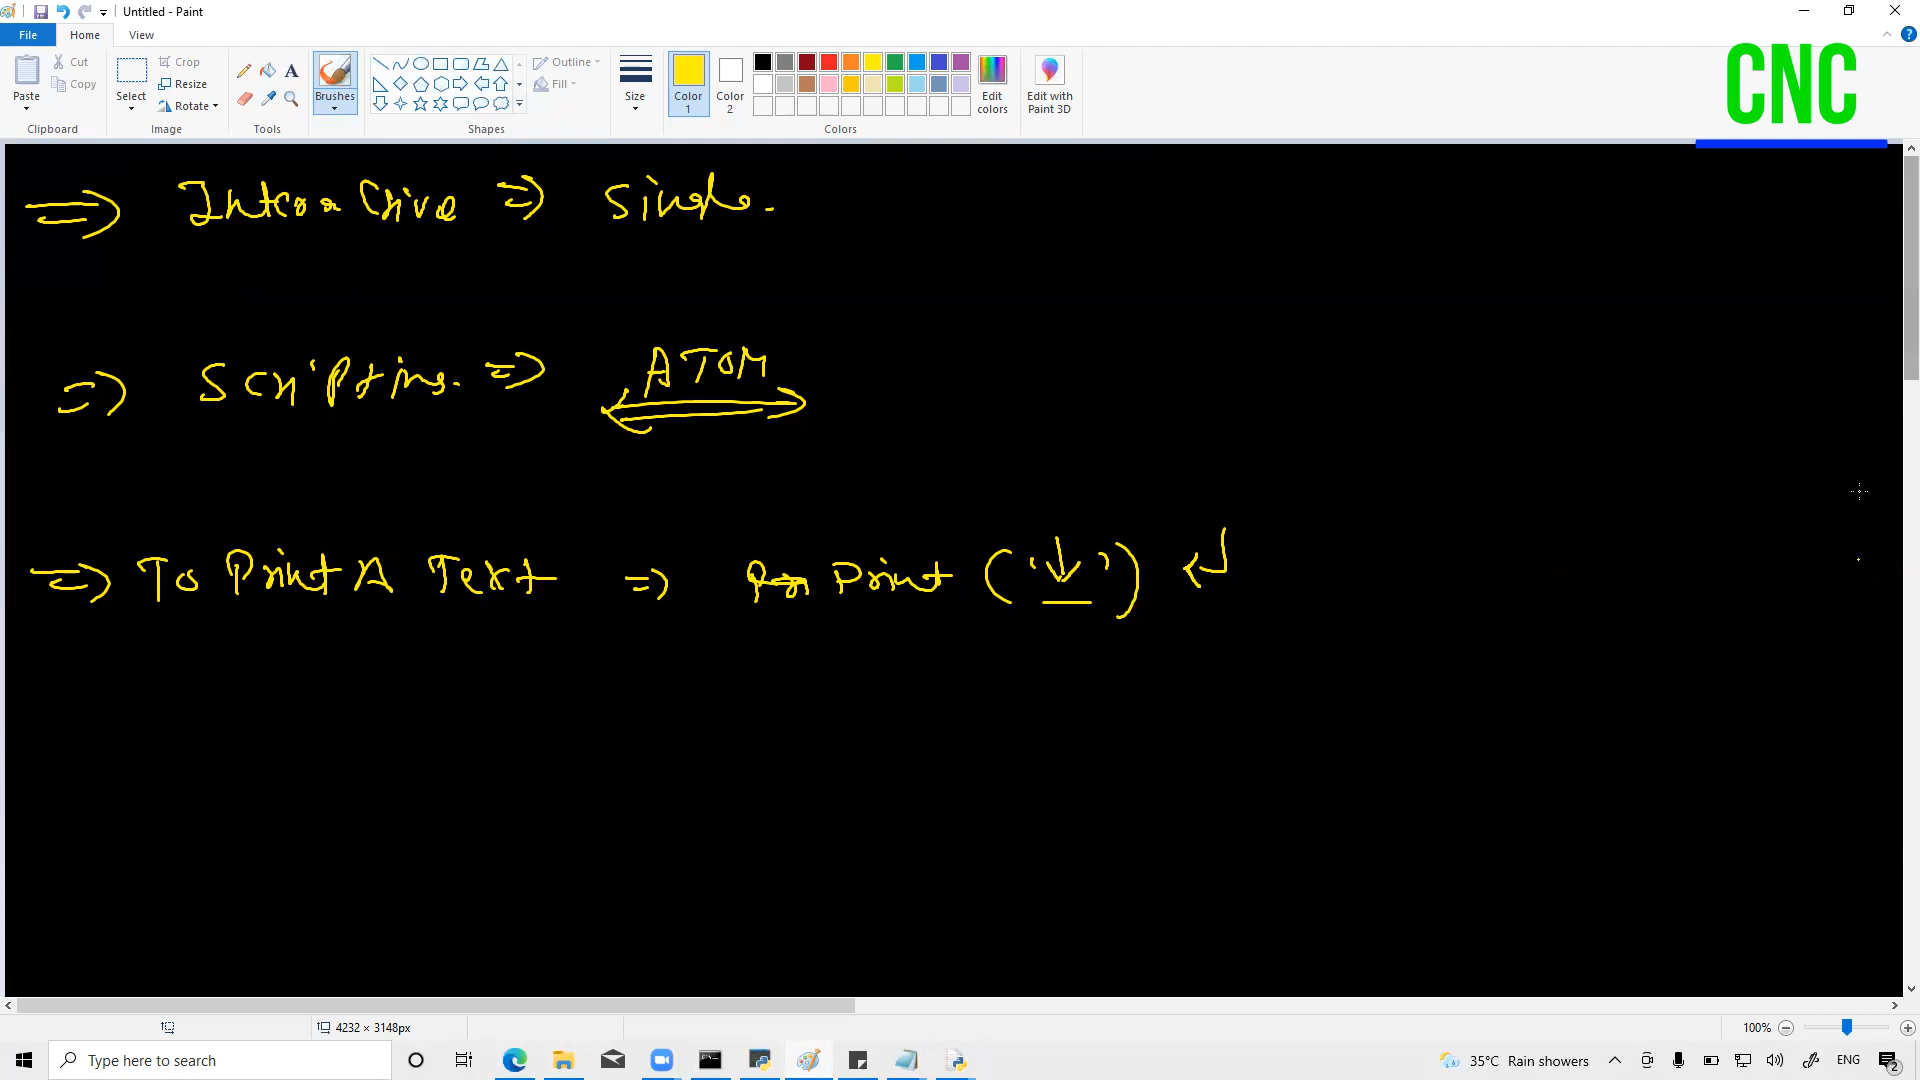 Untitled - Paint
File Home View
Cut
Copy
Paste
Clipboard
Crop
Resize
Rotate
Select
Image
Tools
Brushes
Outline
Fill
Shapes
Size
Color 1
Color 2
Edit colors
Colors
Edit with Paint 3D
CNC
⇒ Interactive ⇒ Single.
⇒ Scripting. ⇒ ATOM
⇒ To Print A Text ⇒ Print (' ↓ ') ↵
4232 × 3148px
100%
Type here to search
35°C Rain showers
ENG
2